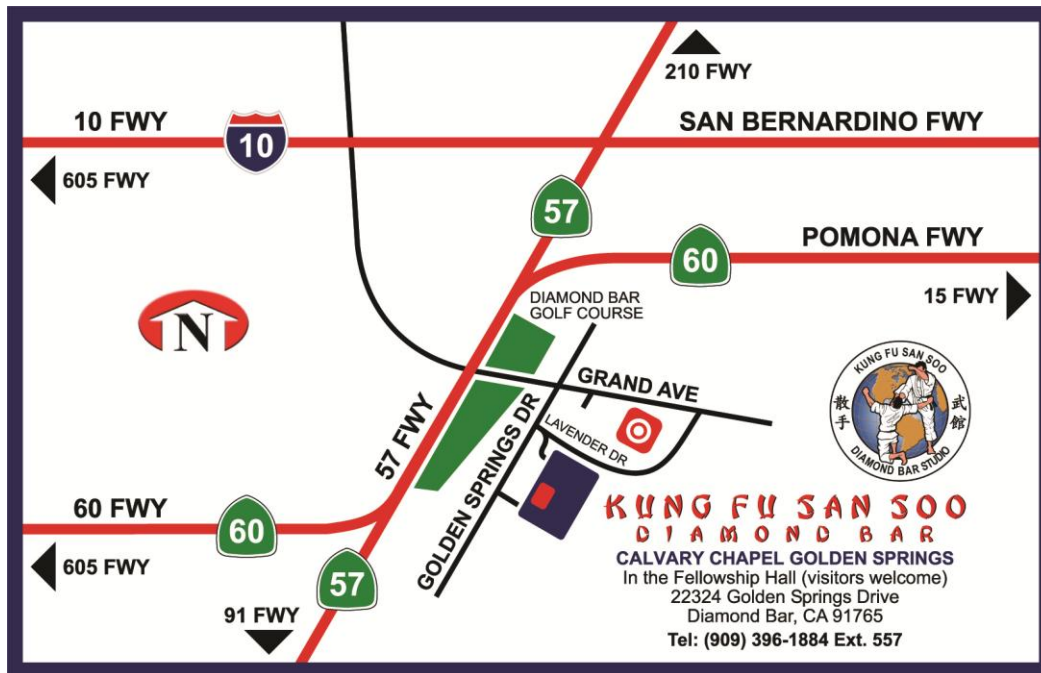 210 FWY
10 FWY
10
SAN BERNARDINO FWY
605 FWY
57
POMONA FWY
60
15 FWY
N
DIAMOND BAR
GOLF COURSE
GRAND AVE
KUNG FU SAN SOO
散手
武館
DIAMOND BAR STUDIO
57 FWY
GOLDEN SPRINGS DR
LAVENDER DR
60 FWY
60
605 FWY
57
91 FWY
KUNG FU SAN SOO
DIAMOND BAR
CALVARY CHAPEL GOLDEN SPRINGS
In the Fellowship Hall (visitors welcome)
22324 Golden Springs Drive
Diamond Bar, CA 91765
Tel: (909) 396-1884 Ext. 557